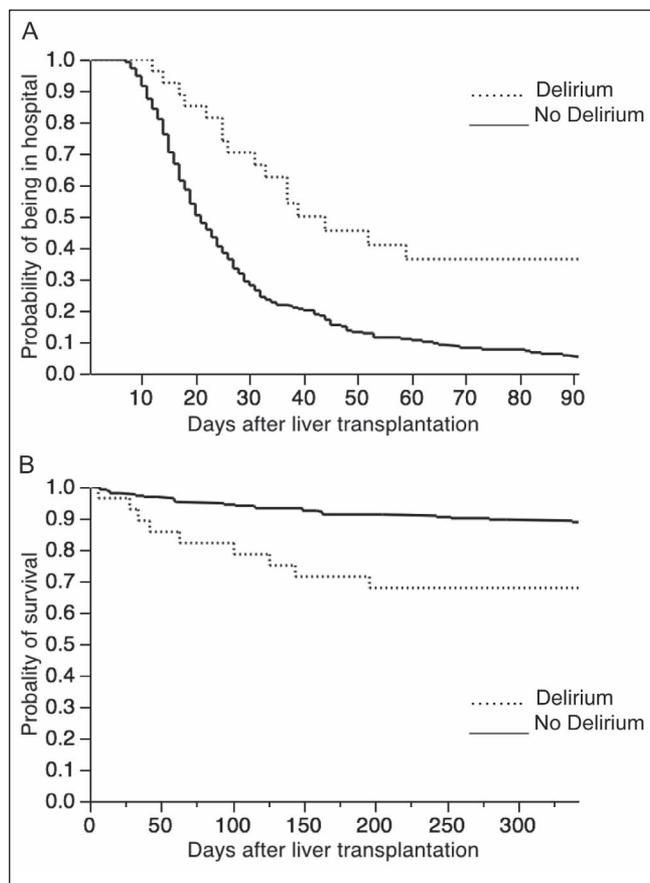 A
1.0
0.9
0.8
0.7
0.6
0.5
0.4
0.3
0.2
0.1
0.0
Probability of being in hospital
Delirium
No Delirium
10 20 30 40 50 60 70 80 90
Days after liver transplantation
B
1.0
0.9
0.8
0.7
0.6
0.5
0.4
0.3
0.2
0.1
0.0
Probality of survival
Delirium
No Delirium
0 50 100 150 200 250 300
Days after liver transplantation